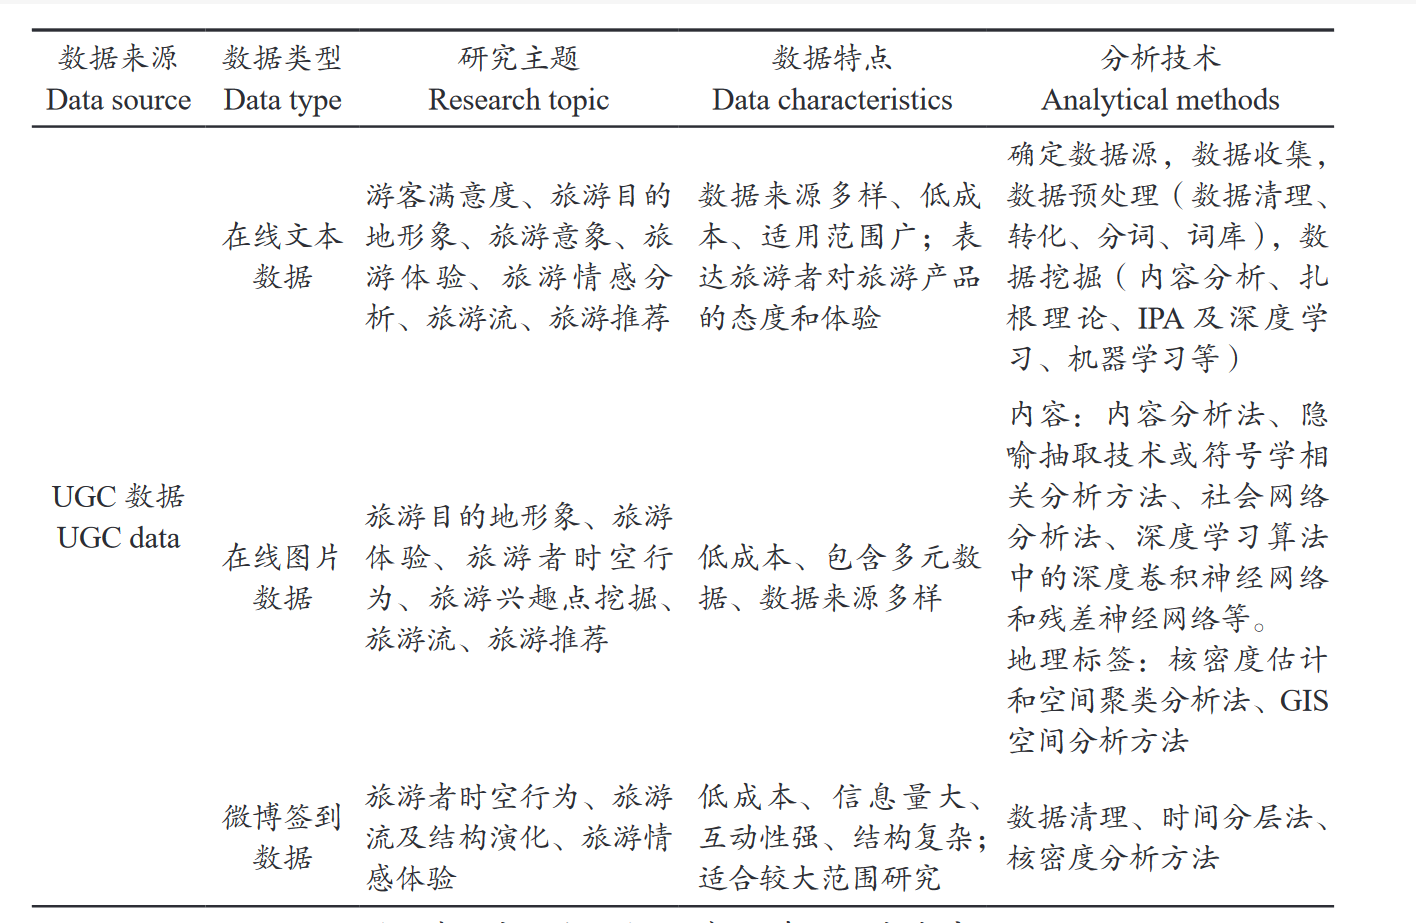 数据来源
Data source
数据类型
Data type
研究主题
Research topic
数据特点
Data characteristics
分析技术
Analytical methods
UGC 数据
UGC data
在线文本
数据
游客满意度、旅游目的
地形象、旅游意象、旅
游体验、旅游情感分
析、旅游流、旅游推荐
数据来源多样、低成
本、适用范围广；表
达旅游者对旅游产品
的态度和体验
确定数据源，数据收集，
数据预处理（数据清理、
转化、分词、词库），数
据挖掘（内容分析、扎
根理论、IPA 及深度学
习、机器学习等）
在线图片
数据
旅游目的地形象、旅游
体验、旅游者时空行
为、旅游兴趣点挖掘、
旅游流、旅游推荐
低成本、包含多元数
据、数据来源多样
内容：内容分析法、隐
喻抽取技术或符号学相
关分析方法、社会网络
分析法、深度学习算法
中的深度卷积神经网络
和残差神经网络等。
地理标签：核密度估计
和空间聚类分析法、GIS
空间分析方法
微博签到
数据
旅游者时空行为、旅游
流及结构演化、旅游情
感体验
低成本、信息量大、
互动性强、结构复杂；
适合较大范围研究
数据清理、时间分层法、
核密度分析方法